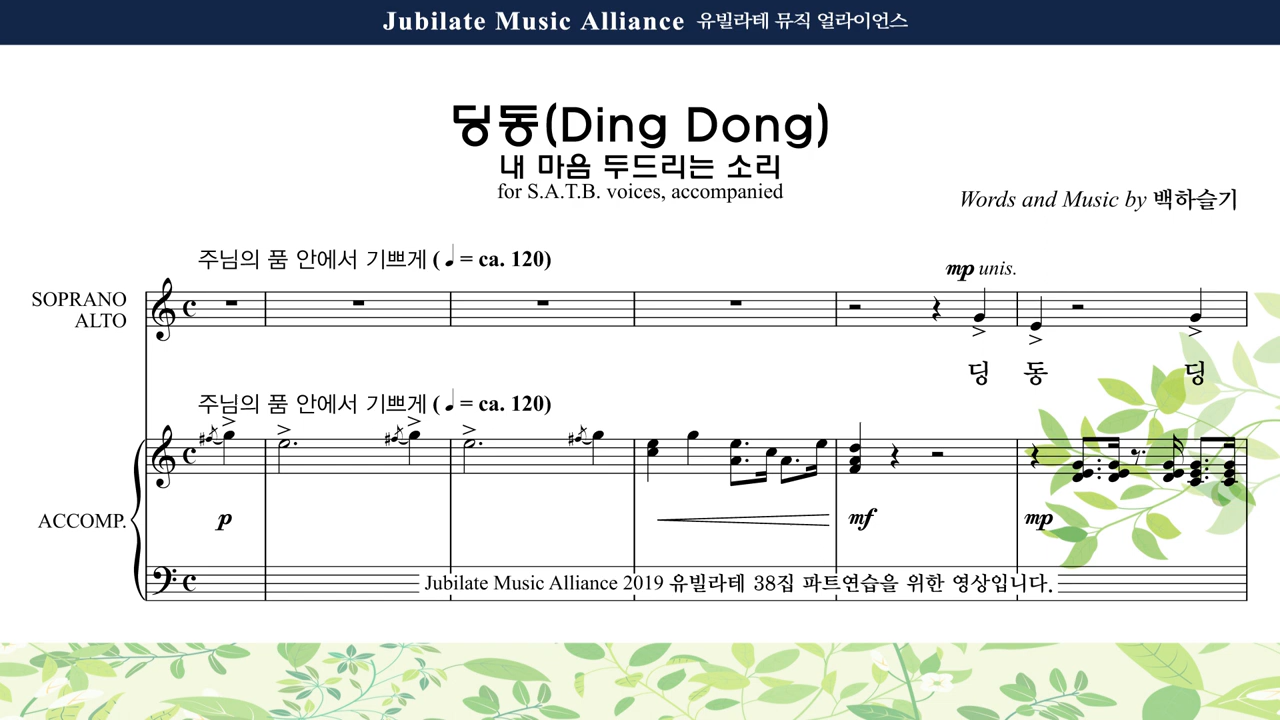 Jubilate Music Alliance 유빌라테 뮤직 얼라이언스
딩동(Ding Dong)
내 마음 두드리는 소리
for S.A.T.B. voices, accompanied
Words and Music by 백하슬기
주님의 품 안에서 기쁘게 (♩= ca. 120)
mp unis.
SOPRANO
ALTO
딩 동 딩
주님의 품 안에서 기쁘게 (♩= ca. 120)
ACCOMP.
p mf mp
Jubilate Music Alliance 2019 유빌라테 38집 파트연습을 위한 영상입니다.